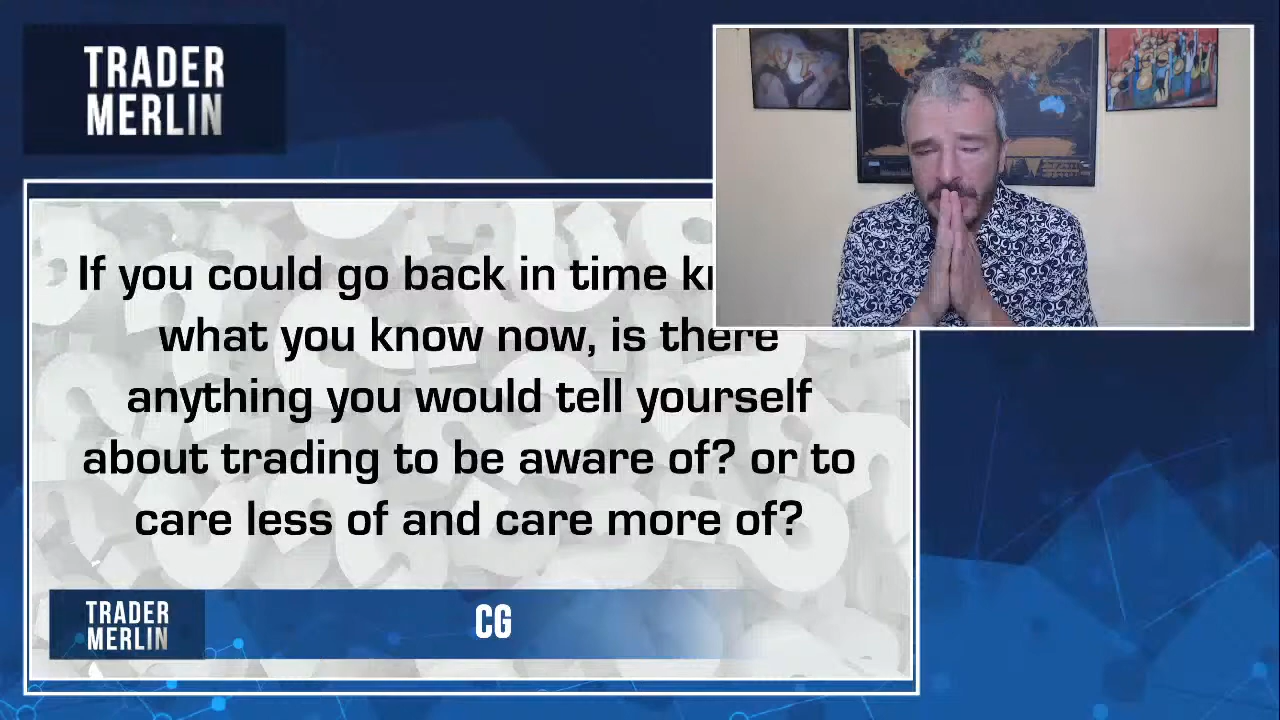 TRADER
MERLIN
If you could go back in time
what you know now, is there
anything you would tell yourself
about trading to be aware of? or to
care less of and care more of?
TRADER
MERLIN
CG